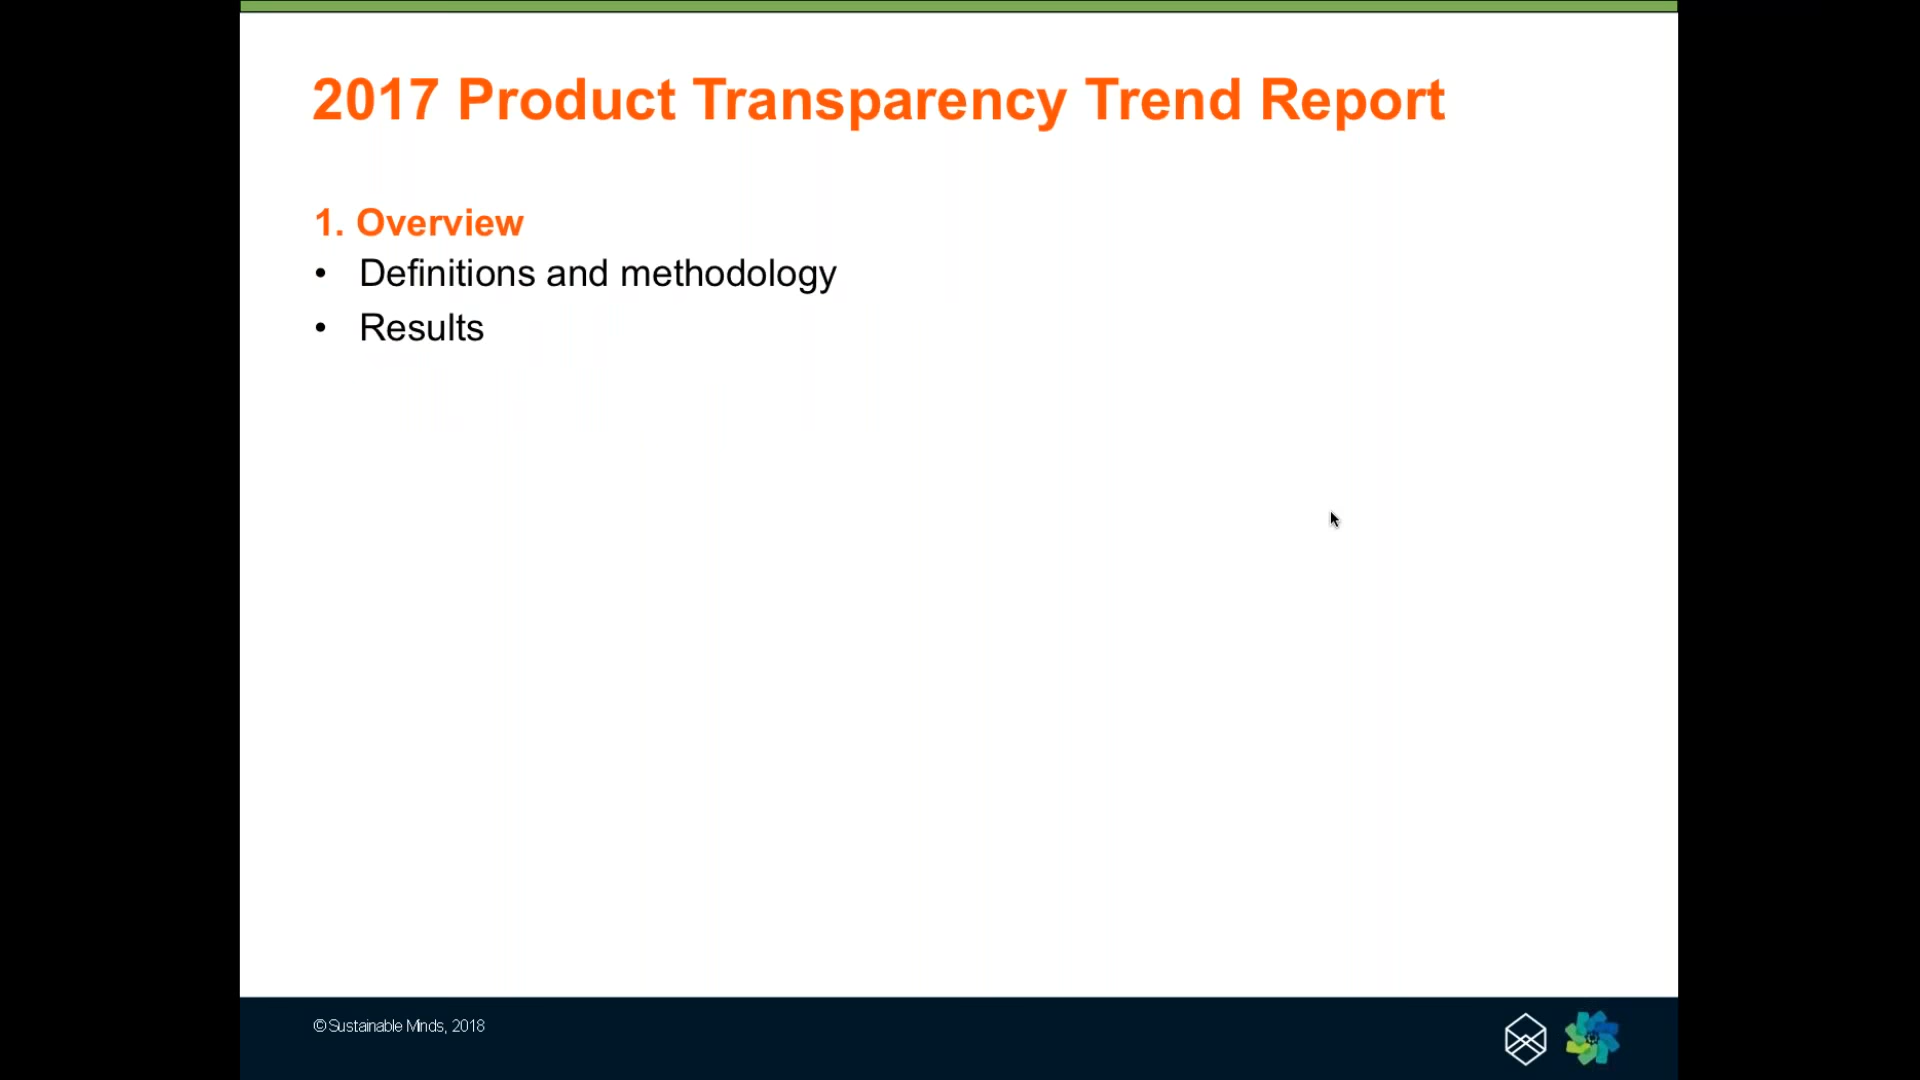 2017 Product Transparency Trend Report
1. Overview
• Definitions and methodology
• Results
© Sustainable Minds, 2018